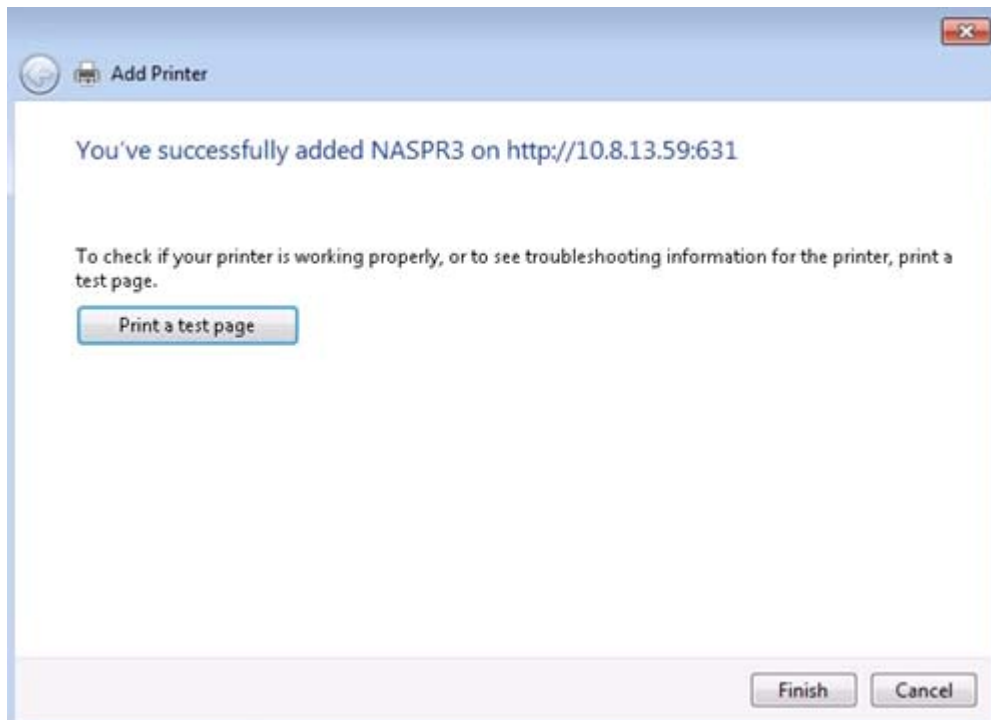 Add Printer
You've successfully added NASPR3 on http://10.8.13.59:631
To check if your printer is working properly, or to see troubleshooting information for the printer, print a
test page.
Print a test page
Finish
Cancel